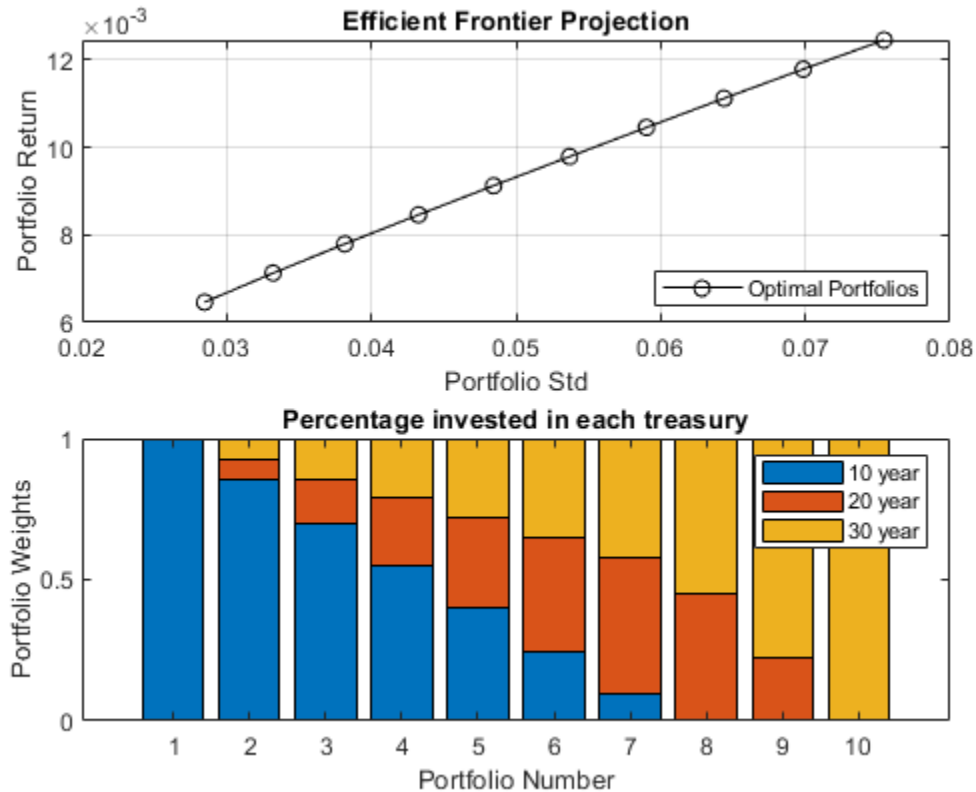 ×10-3
Efficient Frontier Projection
12
10
8
6
Portfolio Return
Optimal Portfolios
0.02 0.03 0.04 0.05 0.06 0.07 0.08
Portfolio Std
Percentage invested in each treasury
1
0.5
0
Portfolio Weights
10 year
20 year
30 year
1 2 3 4 5 6 7 8 9 10
Portfolio Number